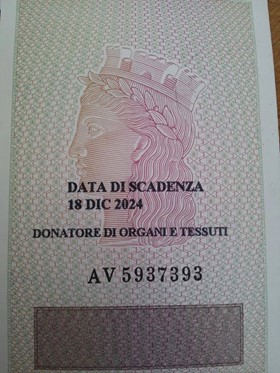 DATA DI SCADENZA
18 DIC 2024
DONATORE DI ORGANI E TESSUTI
AV 5937393